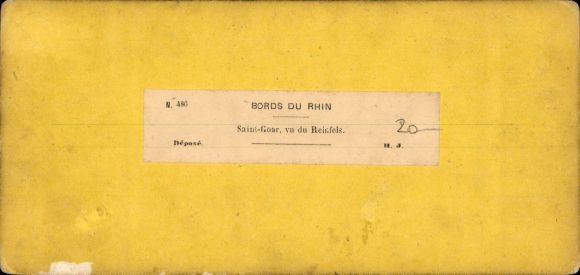 N. 486 BORDS DU RHIN
Saint-Goar, vu du Reinfels. 20
Déposé. H. J.